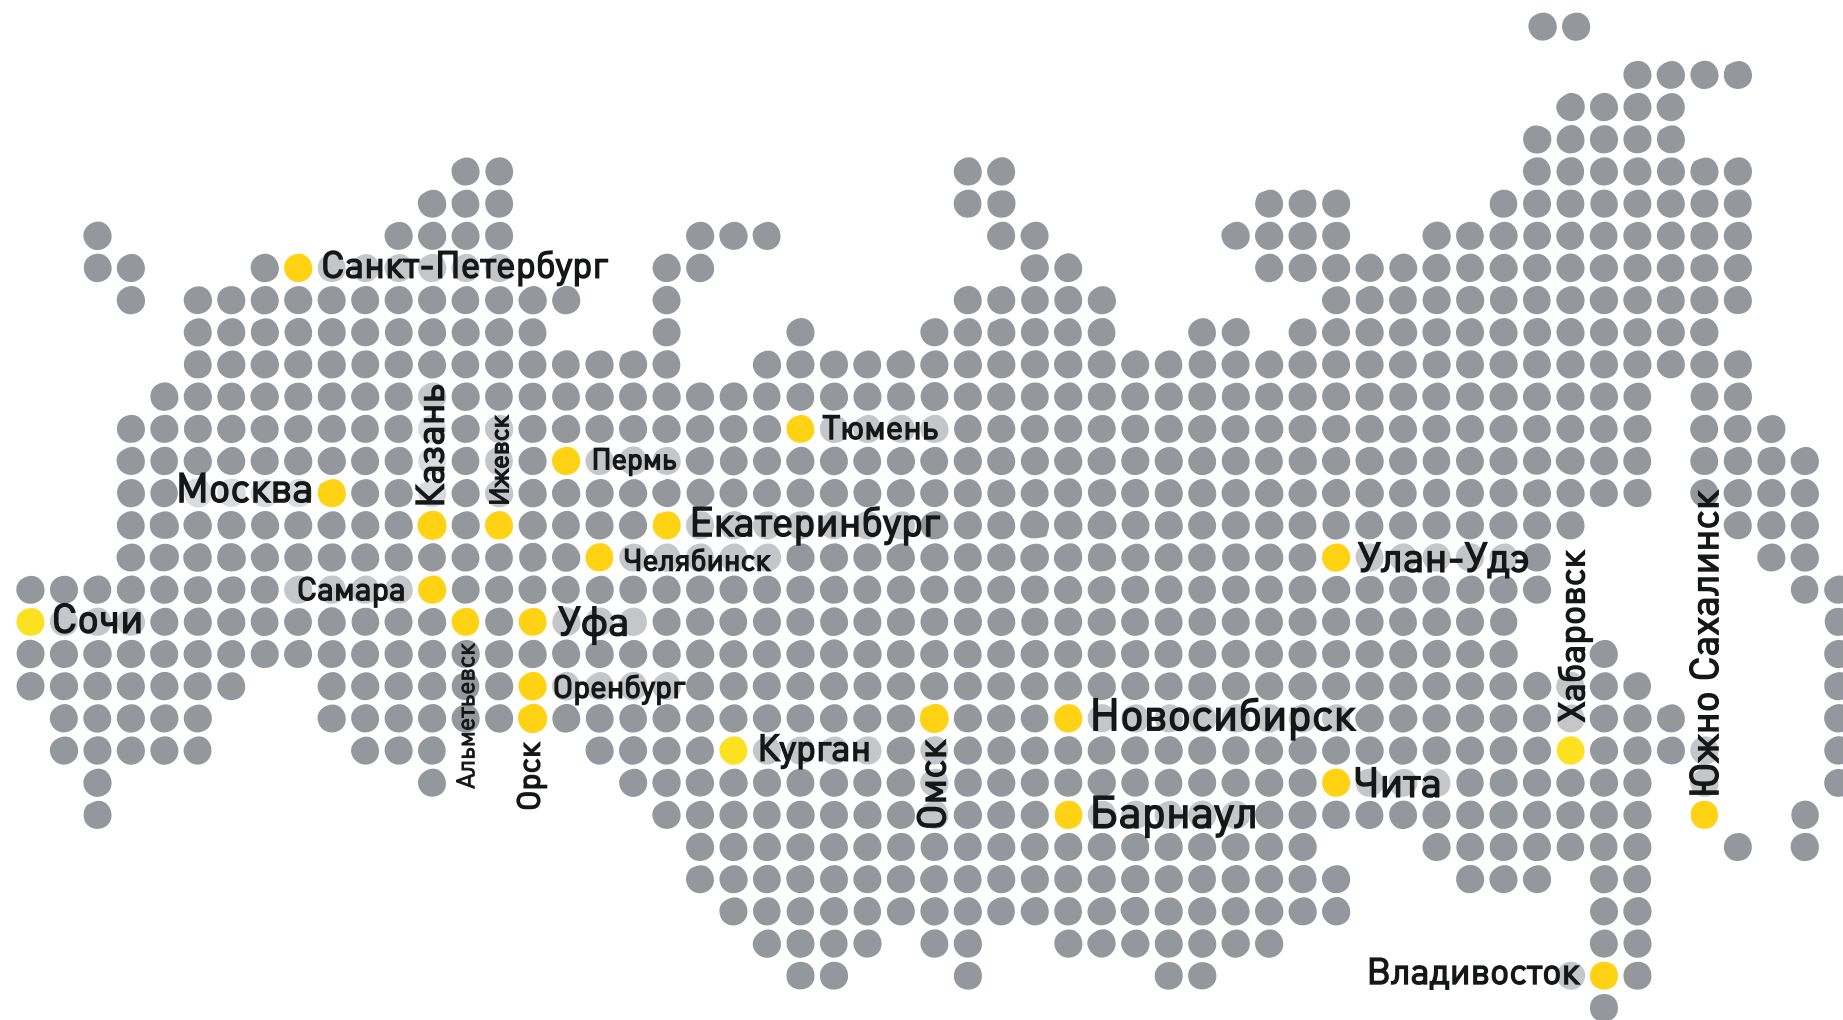 Санкт-Петербург
Казань
Ижевск
Тюмень
Пермь
Москва
Екатеринбург
Челябинск
Улан-Удэ
Самара
Сочи
Уфа
Альметьевск
Оренбург
Орск
Курган
Омск
Новосибирск
Барнаул
Чита
Хабаровск
Южно Сахалинск
Владивосток